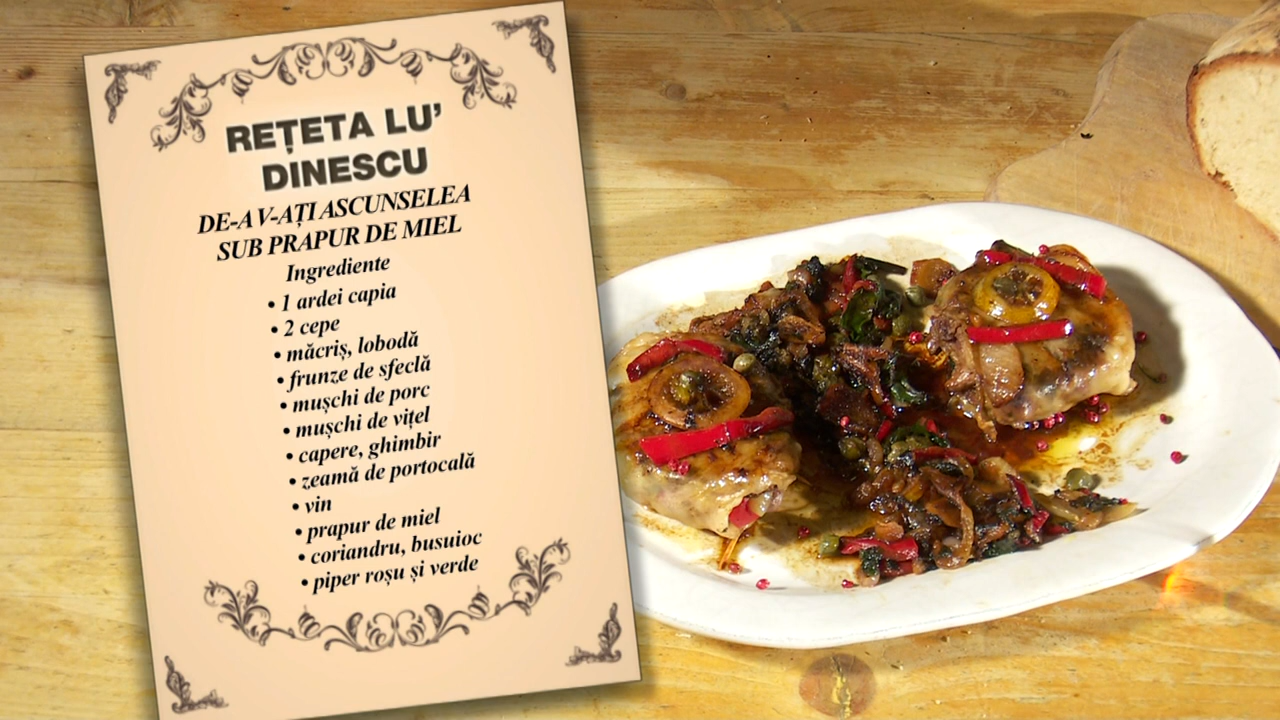 REȚETA LU'
DINESCU
DE-A V-AȚI ASCUNSELEA
SUB PRAPUR DE MIEL
Ingrediente
• 1 ardei capia
• 2 cepe
• măcriș, lobodă
• frunze de sfeclă
• mușchi de porc
• mușchi de vițel
• capere, ghimbir
• zeamă de portocală
• vin
• prapur de miel
• coriandru, busuioc
• piper roșu și verde